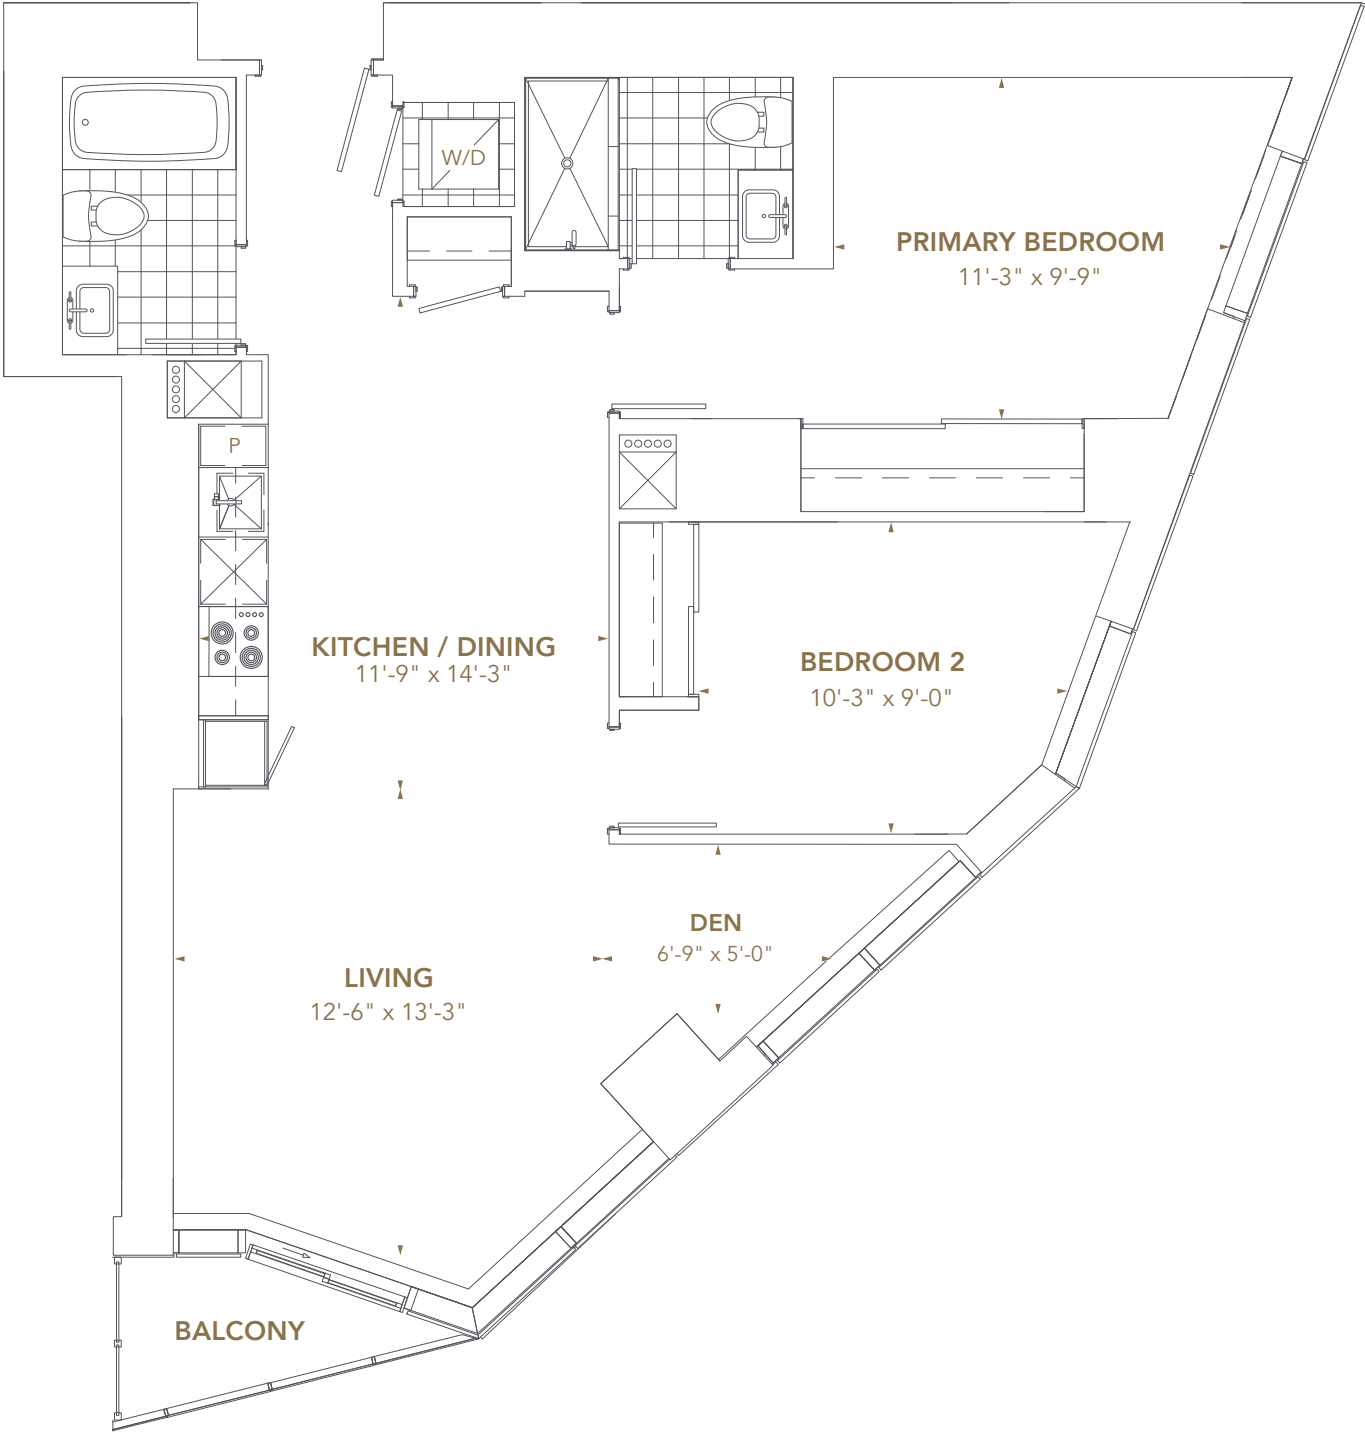 W/D
PRIMARY BEDROOM
11'-3" x 9'-9"
P
KITCHEN / DINING
11'-9" x 14'-3"
BEDROOM 2
10'-3" x 9'-0"
DEN
6'-9" x 5'-0"
LIVING
12'-6" x 13'-3"
BALCONY